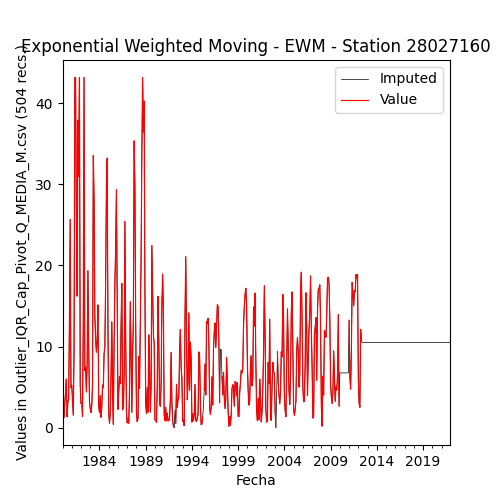 Exponential Weighted Moving - EWM - Station 28027160
Values in Outlier_IQR_Cap_Pivot_Q_MEDIA_M.csv (504 recs.)
Imputed
Value
40
30
20
10
0
1984 1989 1994 1999 2004 2009 2014 2019
Fecha